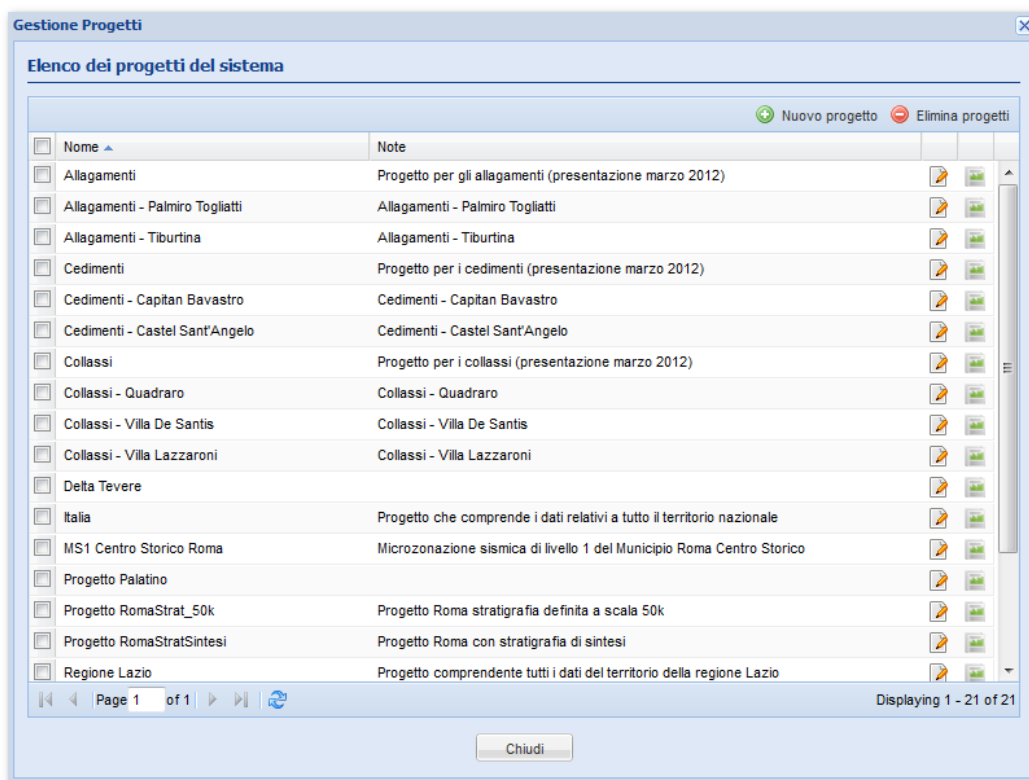 Gestione Progetti
Elenco dei progetti del sistema
Nuovo progetto Elimina progetti
Nome Note
Allagamenti Progetto per gli allagamenti (presentazione marzo 2012)
Allagamenti - Palmiro Togliatti Allagamenti - Palmiro Togliatti
Allagamenti - Tiburtina Allagamenti - Tiburtina
Cedimenti Progetto per i cedimenti (presentazione marzo 2012)
Cedimenti - Capitan Bavastro Cedimenti - Capitan Bavastro
Cedimenti - Castel Sant'Angelo Cedimenti - Castel Sant'Angelo
Collassi Progetto per i collassi (presentazione marzo 2012)
Collassi - Quadraro Collassi - Quadraro
Collassi - Villa De Santis Collassi - Villa De Santis
Collassi - Villa Lazzaroni Collassi - Villa Lazzaroni
Delta Tevere
Italia Progetto che comprende i dati relativi a tutto il territorio nazionale
MS1 Centro Storico Roma Microzonazione sismica di livello 1 del Municipio Roma Centro Storico
Progetto Palatino
Progetto RomaStrat_50k Progetto Roma stratigrafia definita a scala 50k
Progetto RomaStratSintesi Progetto Roma con stratigrafia di sintesi
Regione Lazio Progetto comprendente tutti i dati del territorio della regione Lazio
Page 1 of 1 Displaying 1 - 21 of 21
Chiudi